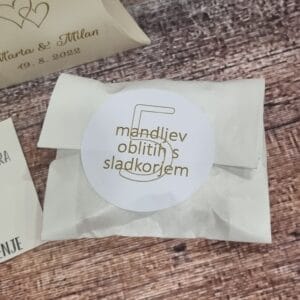 Marta & Milan
19. 8. 2022
5
mandljev
oblitih s
sladkorjem